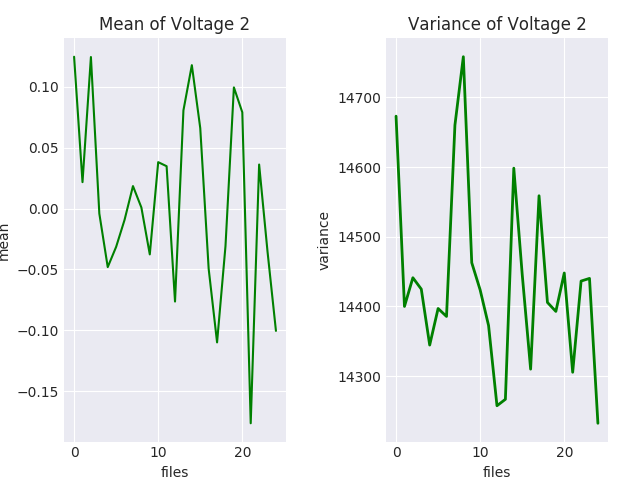 Mean of Voltage 2
0.10
0.05
0.00
−0.05
−0.10
−0.15
mean
0
10
20
files
Variance of Voltage 2
14700
14600
14500
14400
14300
variance
0
10
20
files